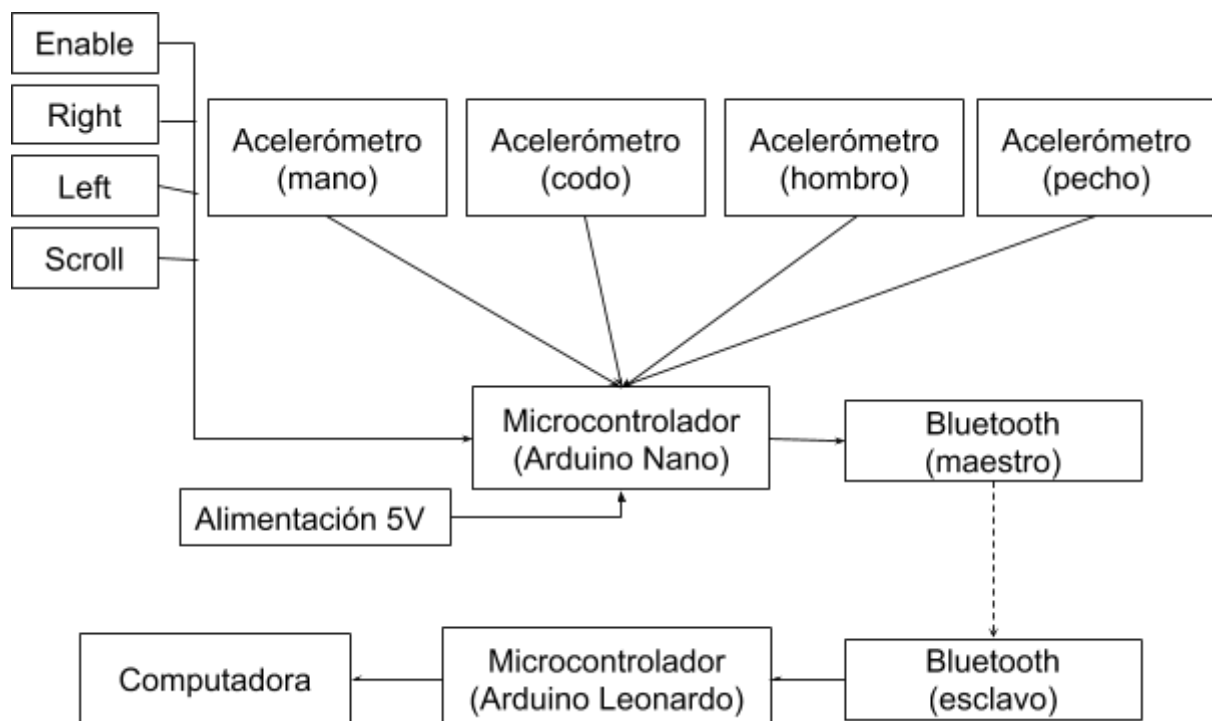 Enable
Right
Left
Scroll
Acelerómetro
(mano)
Acelerómetro
(codo)
Acelerómetro
(hombro)
Acelerómetro
(pecho)
Microcontrolador
(Arduino Nano)
Bluetooth
(maestro)
Alimentación 5V
Computadora
Microcontrolador
(Arduino Leonardo)
Bluetooth
(esclavo)